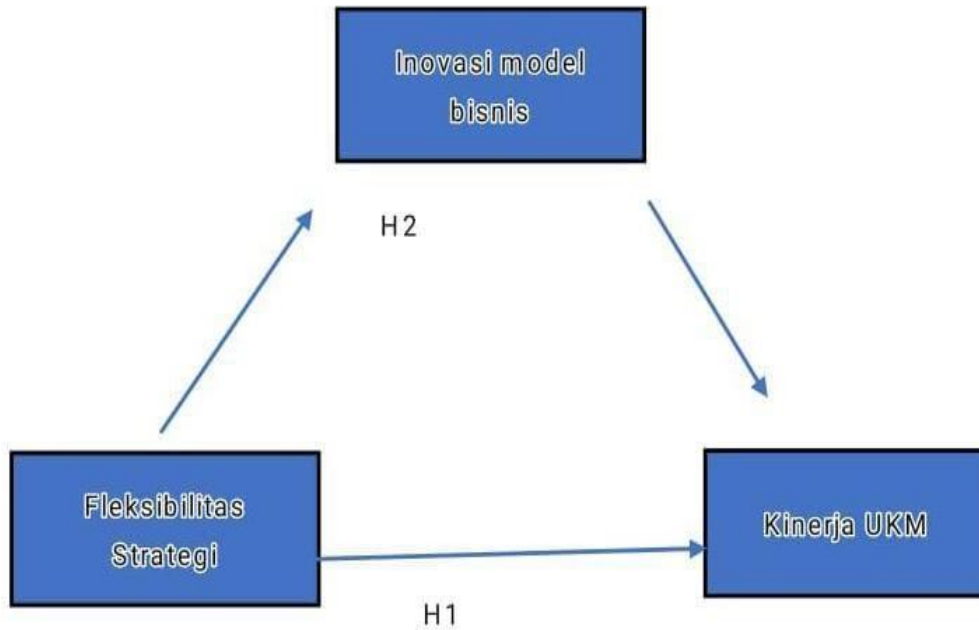 Inovasi model
bisnis
H2
Fleksibilitas
Strategi
Kinerja UKM
H1